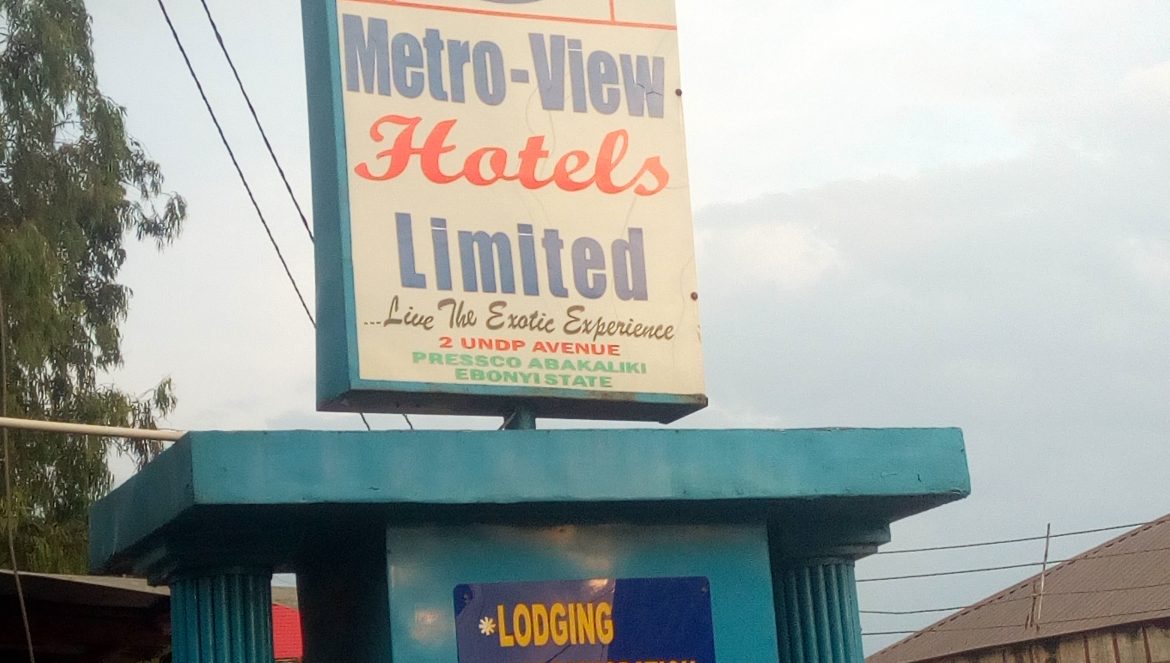 Metro-View
Hotels
Limited
...Live The Exotic Experience
2 UNDP AVENUE
PRESSCO ABAKALIKI
EBONYI STATE
*LODGING